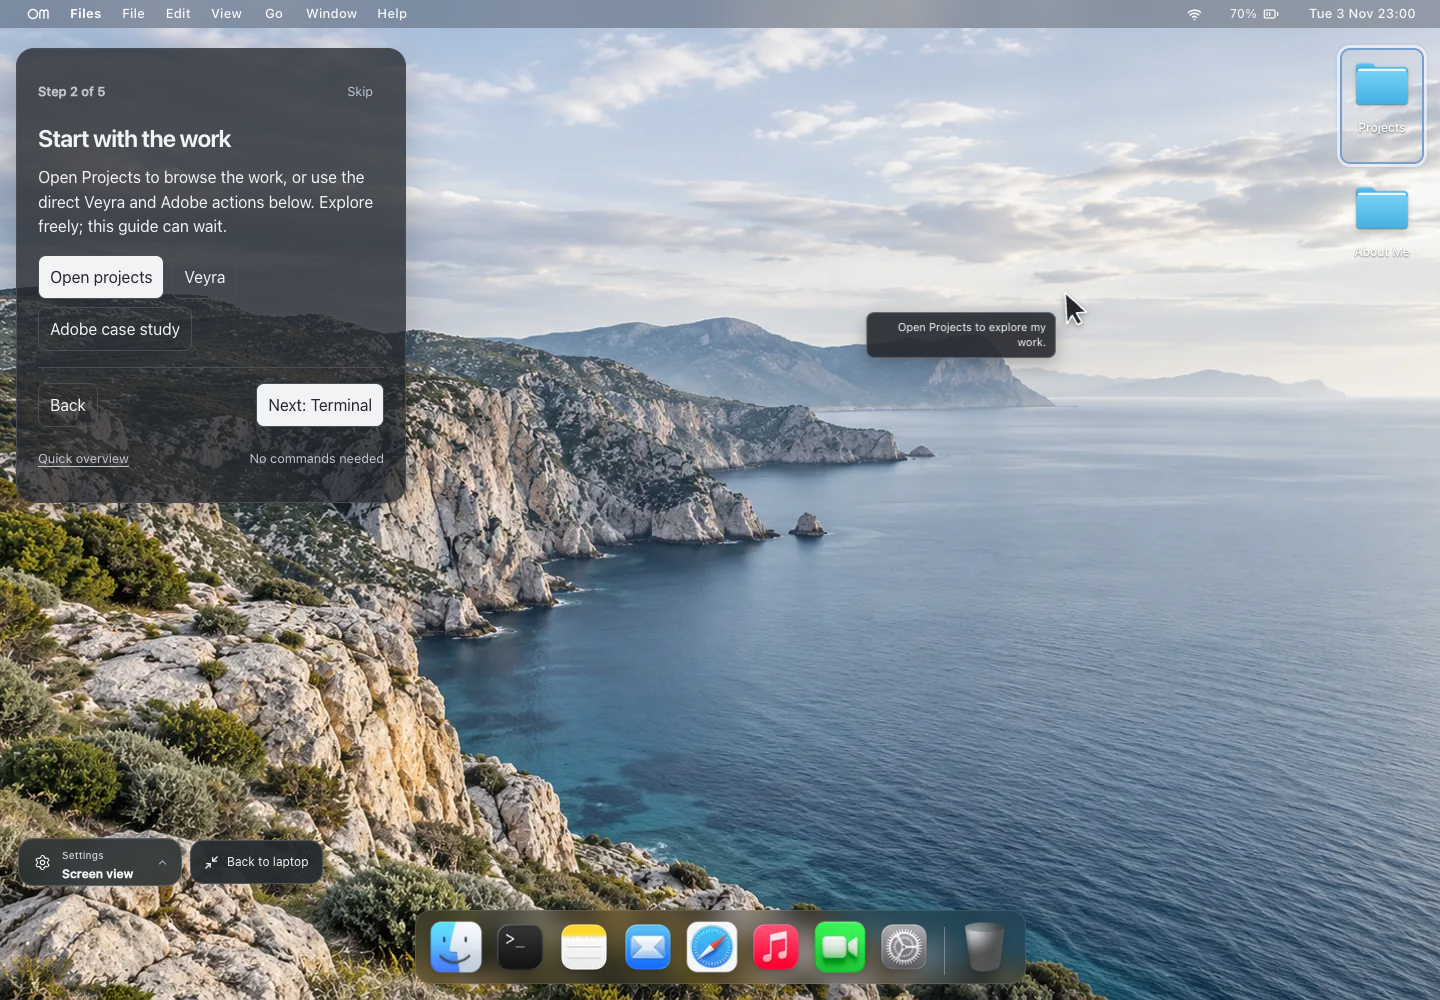 OM Files File Edit View Go Window Help 70% Tue 3 Nov 23:00
Step 2 of 5 Skip
Start with the work
Open Projects to browse the work, or use the
direct Veyra and Adobe actions below. Explore
freely; this guide can wait.
Open projects Veyra
Adobe case study
Back Next: Terminal
Quick overview No commands needed
Projects
About Me
Open Projects to explore my
work.
Settings
Screen view
Back to laptop
>_